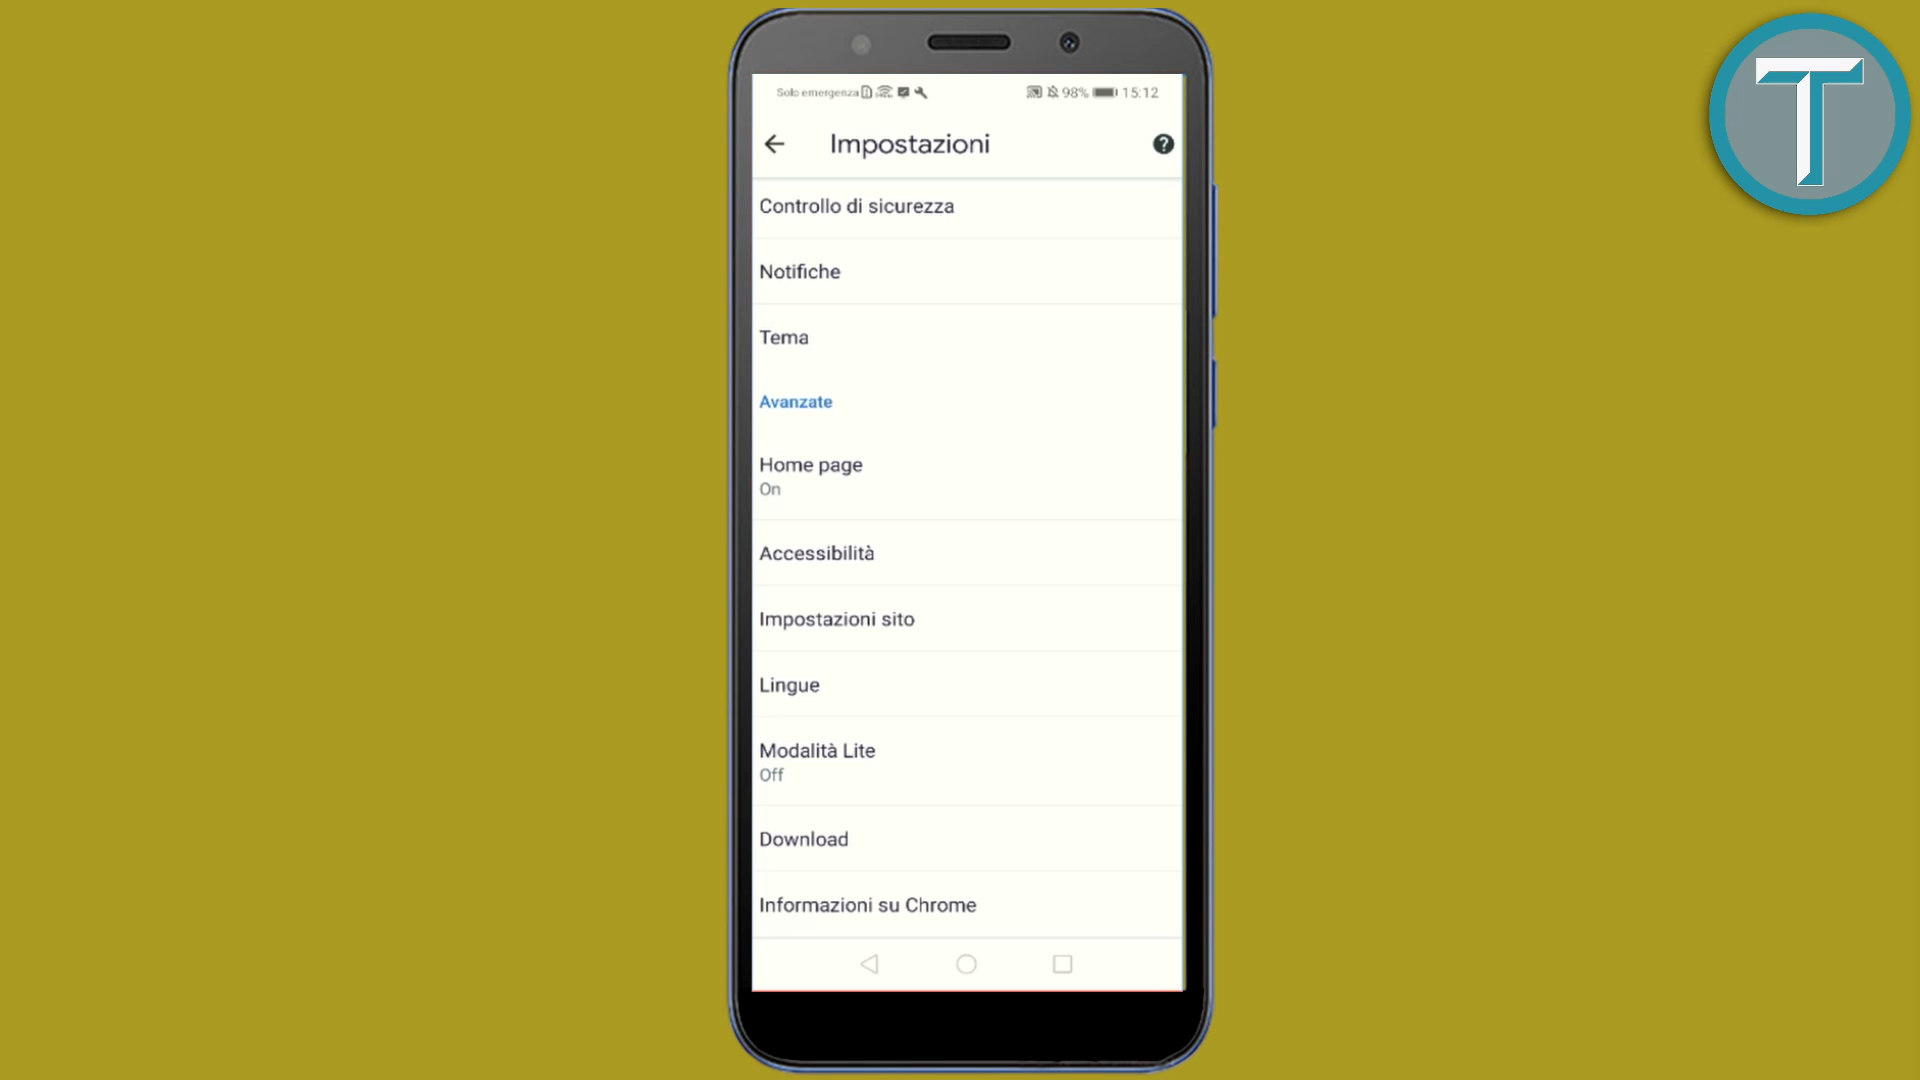 Solo emergenza 98% 15:12
Impostazioni
Controllo di sicurezza
Notifiche
Tema
Avanzate
Home page
On
Accessibilità
Impostazioni sito
Lingue
Modalità Lite
Off
Download
Informazioni su Chrome
T